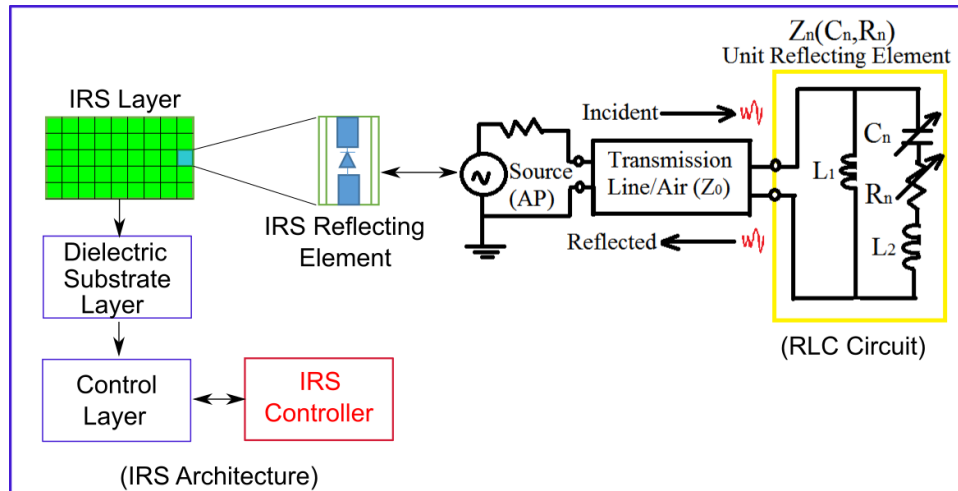 Zn(Cn,Rn)
Unit Reflecting Element
IRS Layer
Incident
Cn
Source
(AP)
Transmission
Line/Air (Z0)
L1
Rn
IRS Reflecting
Element
Reflected
L2
Dielectric
Substrate
Layer
(RLC Circuit)
Control
Layer
IRS
Controller
(IRS Architecture)